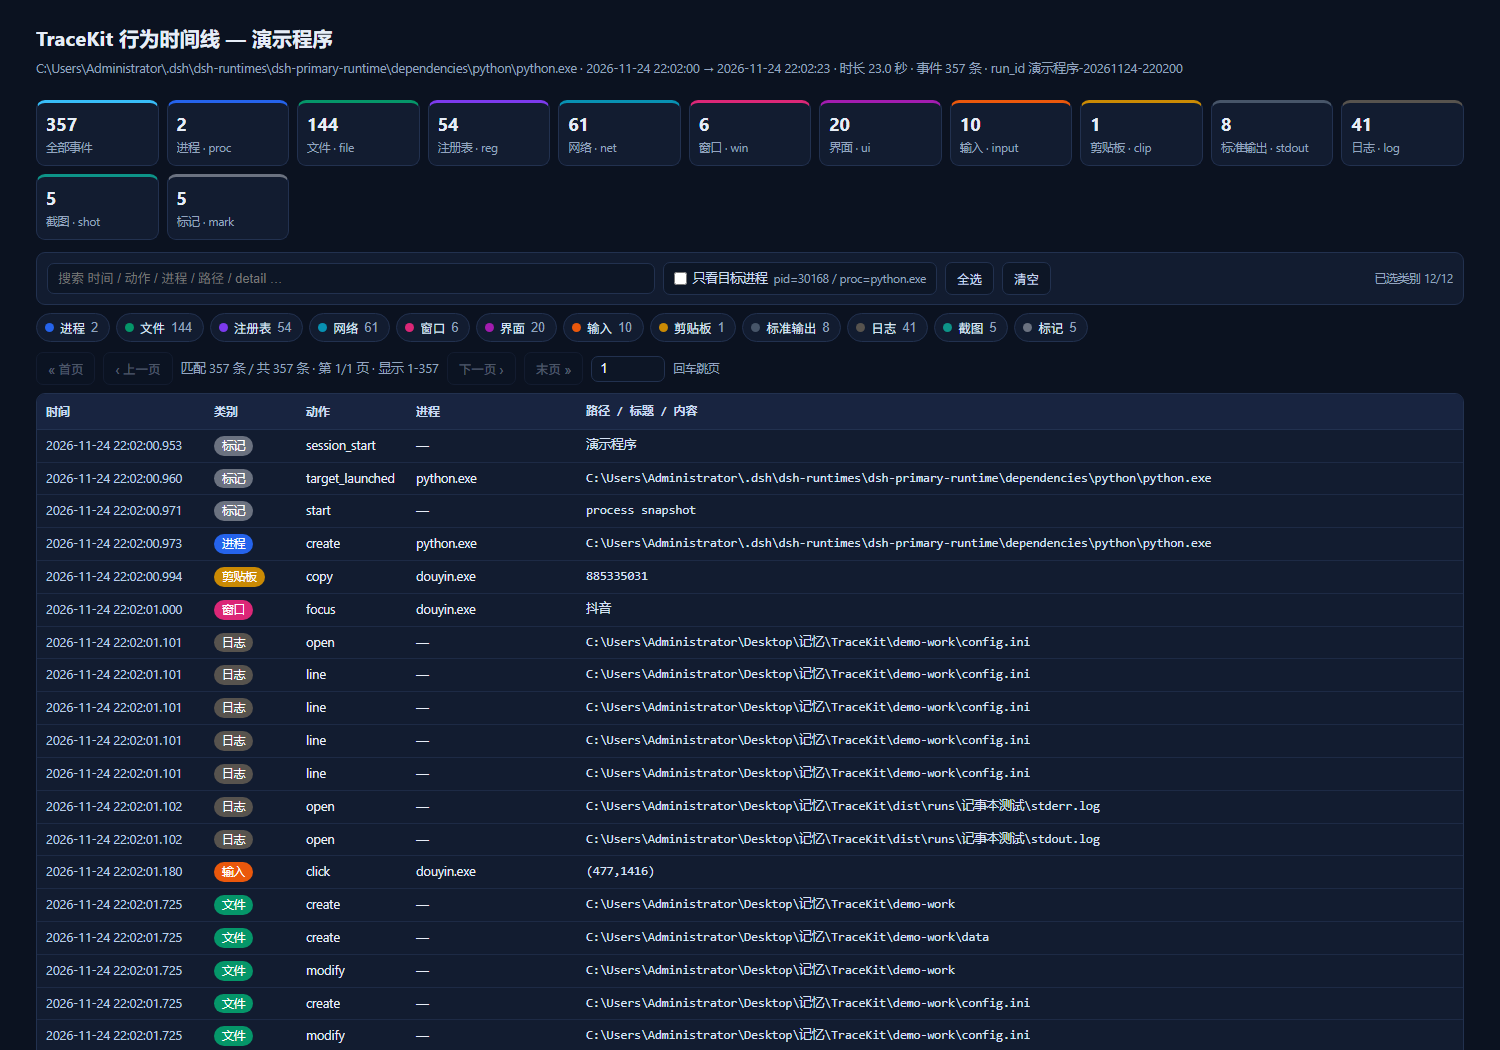 TraceKit 行为时间线 — 演示程序
C:\Users\Administrator\.dsh\dsh-runtimes\dsh-primary-runtime\dependencies\python\python.exe · 2026-11-24 22:02:00 → 2026-11-24 22:02:23 · 时长 23.0 秒 · 事件 357 条 · run_id 演示程序-20261124-220200
357 2 144 54 61 6 20 10 1 8 41
全部事件 进程 · proc 文件 · file 注册表 · reg 网络 · net 窗口 · win 界面 · ui 输入 · input 剪贴板 · clip 标准输出 · stdout 日志 · log
5 5
截图 · shot 标记 · mark
搜索 时间 / 动作 / 进程 / 路径 / detail ... 只看目标进程 pid=30168 / proc=python.exe 全选 清空 已选类别 12/12
进程 2 文件 144 注册表 54 网络 61 窗口 6 界面 20 输入 10 剪贴板 1 标准输出 8 日志 41 截图 5 标记 5
« 首页 ‹ 上一页 匹配 357 条 / 共 357 条 · 第 1/1 页 · 显示 1-357 下一页 › 末页 » 1 回车跳页
时间 类别 动作 进程 路径 / 标题 / 内容
2026-11-24 22:02:00.953 标记 session_start — 演示程序
2026-11-24 22:02:00.960 标记 target_launched python.exe C:\Users\Administrator\.dsh\dsh-runtimes\dsh-primary-runtime\dependencies\python\python.exe
2026-11-24 22:02:00.971 标记 start — process snapshot
2026-11-24 22:02:00.973 进程 create python.exe C:\Users\Administrator\.dsh\dsh-runtimes\dsh-primary-runtime\dependencies\python\python.exe
2026-11-24 22:02:00.994 剪贴板 copy douyin.exe 885335031
2026-11-24 22:02:01.000 窗口 focus douyin.exe 抖音
2026-11-24 22:02:01.101 日志 open — C:\Users\Administrator\Desktop\记忆\TraceKit\demo-work\config.ini
2026-11-24 22:02:01.101 日志 line — C:\Users\Administrator\Desktop\记忆\TraceKit\demo-work\config.ini
2026-11-24 22:02:01.101 日志 line — C:\Users\Administrator\Desktop\记忆\TraceKit\demo-work\config.ini
2026-11-24 22:02:01.101 日志 line — C:\Users\Administrator\Desktop\记忆\TraceKit\demo-work\config.ini
2026-11-24 22:02:01.101 日志 line — C:\Users\Administrator\Desktop\记忆\TraceKit\demo-work\config.ini
2026-11-24 22:02:01.102 日志 open — C:\Users\Administrator\Desktop\记忆\TraceKit\dist\runs\记事本测试\stderr.log
2026-11-24 22:02:01.102 日志 open — C:\Users\Administrator\Desktop\记忆\TraceKit\dist\runs\记事本测试\stdout.log
2026-11-24 22:02:01.180 输入 click douyin.exe (477,1416)
2026-11-24 22:02:01.725 文件 create — C:\Users\Administrator\Desktop\记忆\TraceKit\demo-work
2026-11-24 22:02:01.725 文件 create — C:\Users\Administrator\Desktop\记忆\TraceKit\demo-work\data
2026-11-24 22:02:01.725 文件 modify — C:\Users\Administrator\Desktop\记忆\TraceKit\demo-work
2026-11-24 22:02:01.725 文件 create — C:\Users\Administrator\Desktop\记忆\TraceKit\demo-work\config.ini
2026-11-24 22:02:01.725 文件 modify — C:\Users\Administrator\Desktop\记忆\TraceKit\demo-work\config.ini